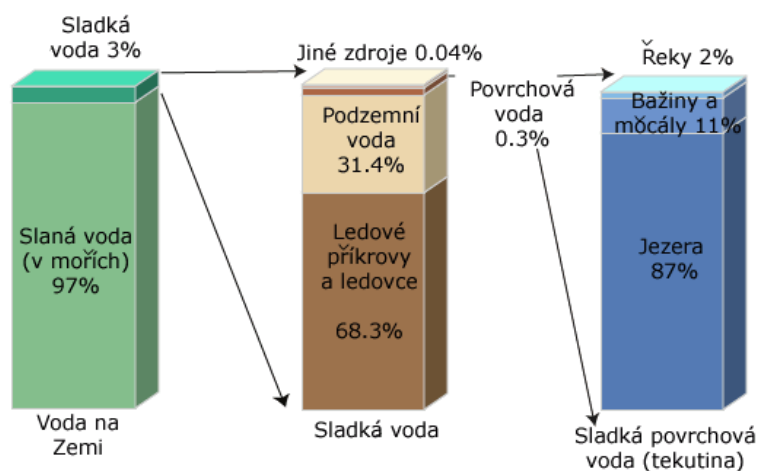 Sladká
voda 3%
Slaná voda
(v mořích)
97%
Voda na
Zemi
Jiné zdroje 0.04%
Podzemní
voda
31.4%
Ledové
příkrovy
a ledovce
68.3%
Sladká voda
Povrchová
voda
0.3%
Řeky 2%
Bažiny a
močály 11%
Jezera
87%
Sladká povrchová
voda (tekutina)